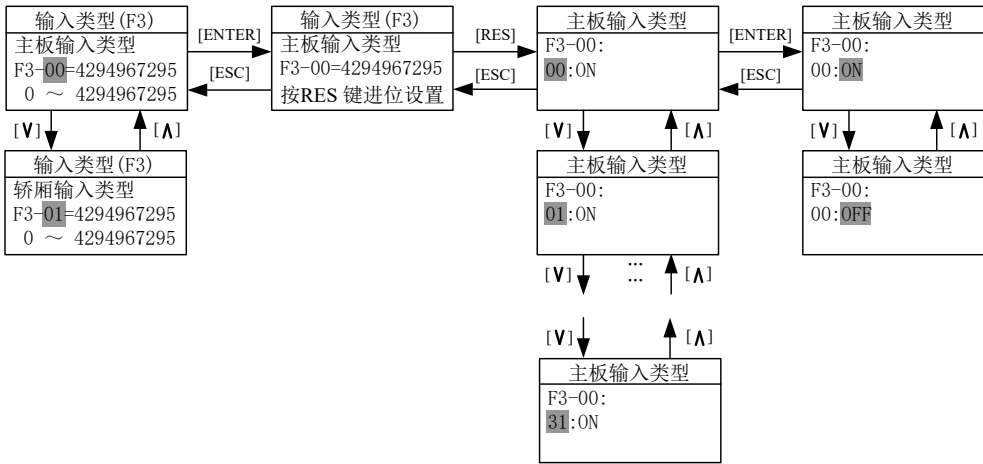 输入类型(F3)
主板输入类型
F3-00=4294967295
0 ～ 4294967295
[ENTER]
[ESC]
输入类型(F3)
主板输入类型
F3-00=4294967295
按RES 键进位设置
[RES]
[ESC]
主板输入类型
F3-00:
00:ON
[ENTER]
[ESC]
主板输入类型
F3-00:
00:ON
[∨]
[∧]
[∨]
[∧]
[∨]
[∧]
输入类型(F3)
轿厢输入类型
F3-01=4294967295
0 ～ 4294967295
主板输入类型
F3-00:
01:ON
主板输入类型
F3-00:
00:OFF
[∨]
...
...
[∧]
[∨]
[∧]
主板输入类型
F3-00:
31:ON